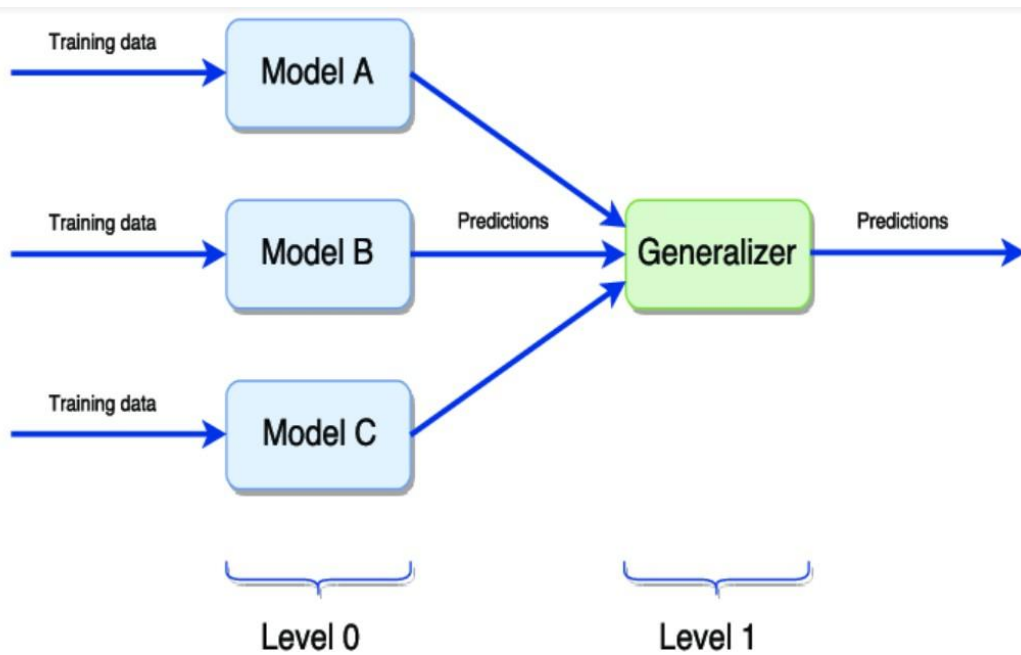 Training data
Model A
Training data
Model B
Predictions
Generalizer
Predictions
Training data
Model C
Level 0
Level 1